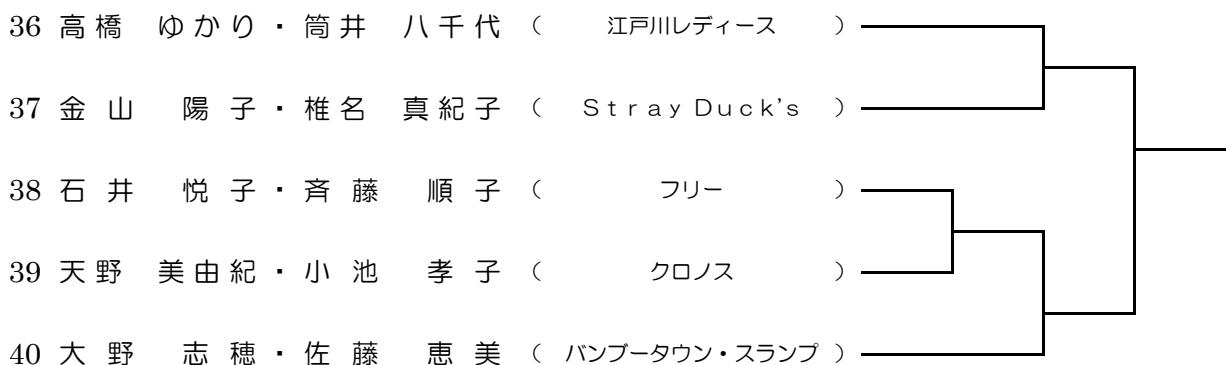 36 高橋 ゆかり・筒井 八千代 ( 江戸川レディース )
37 金山 陽子・椎名 真紀子 ( Stray Duck's )
38 石井 悦子・斉藤 順子 ( フリー )
39 天野 美由紀・小池 孝子 ( クロノス )
40 大野 志穂・佐藤 恵美 ( バンブータウン・スランプ )